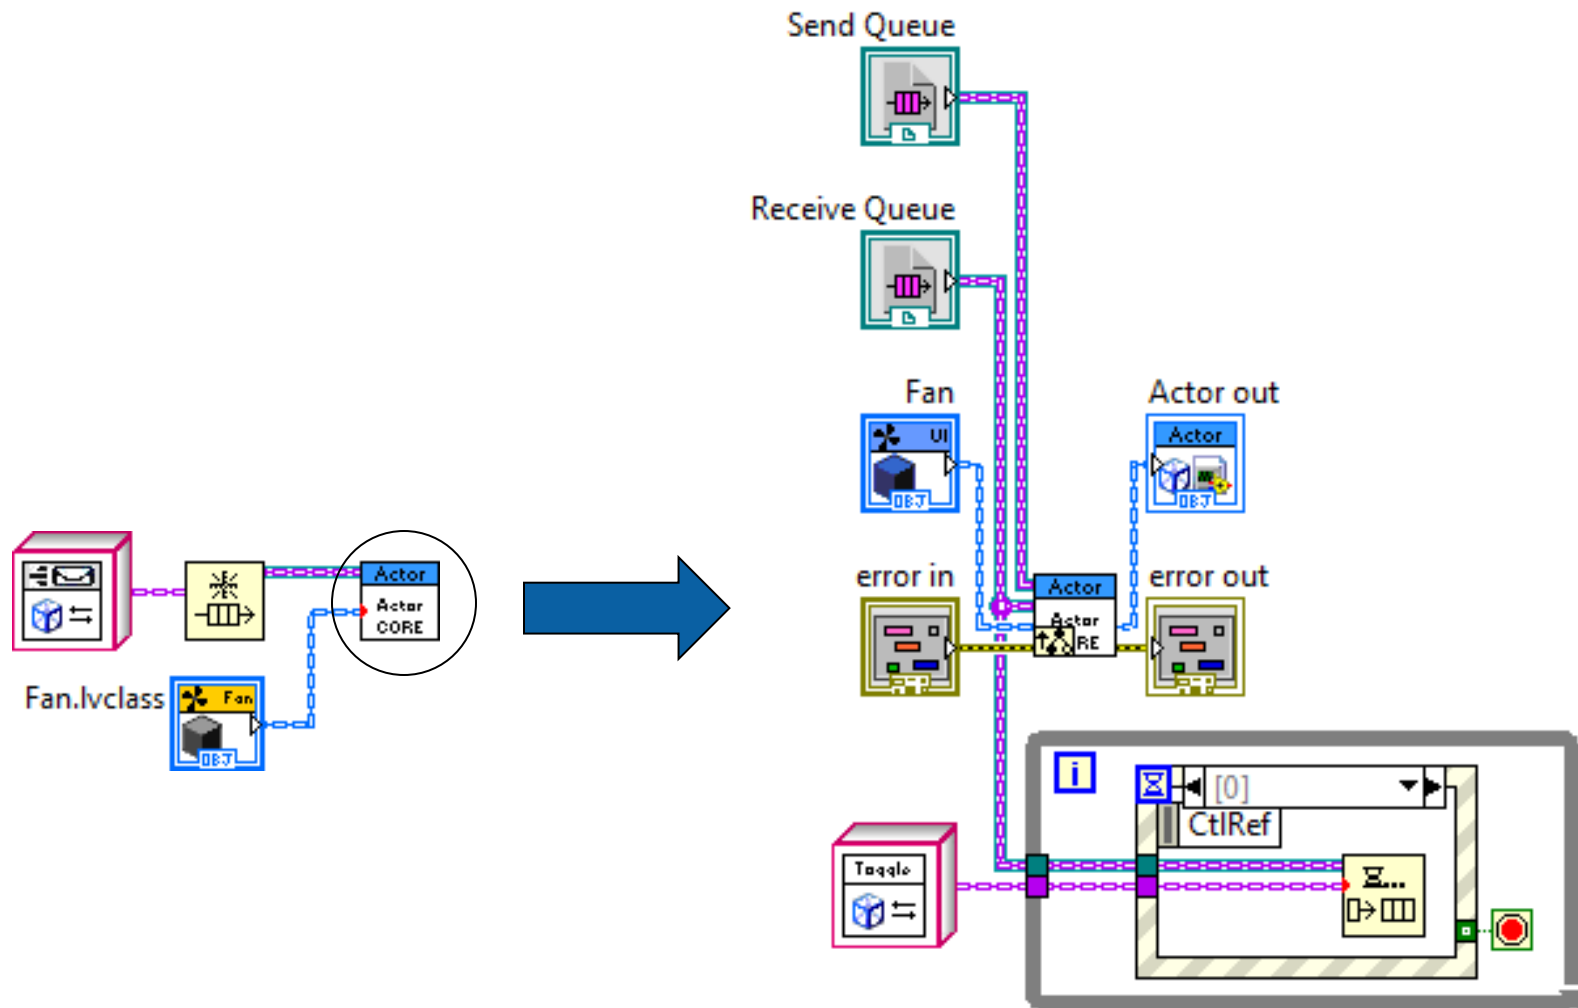 Send Queue
Receive Queue
Fan
UI
OBJ
Actor out
Actor
OBJ
Actor
Actor
CORE
Fan.lvclass
Fan
OBJ
error in
Actor
Actor
RE
error out
i
[0]
CtlRef
Toggle